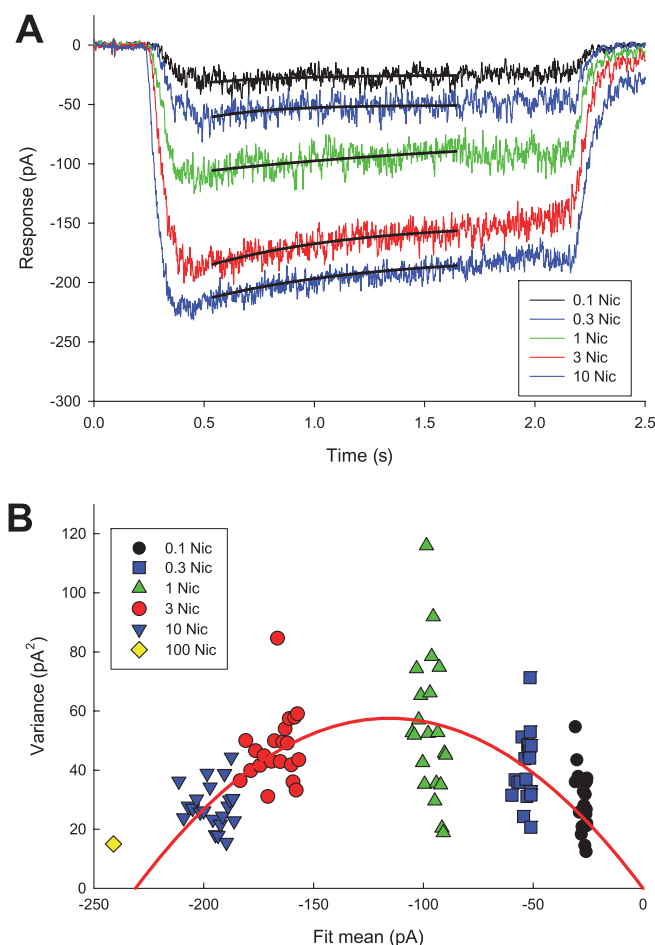 A
0
-50
-100
-150
-200
-250
-300
Response (pA)
0.0 0.5 1.0 1.5 2.0 2.5
Time (s)
0.1 Nic
0.3 Nic
1 Nic
3 Nic
10 Nic
B
120
100
80
60
40
20
0
Variance (pA²)
0.1 Nic
0.3 Nic
1 Nic
3 Nic
10 Nic
100 Nic
-250 -200 -150 -100 -50 0
Fit mean (pA)